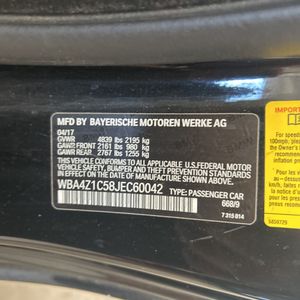 MFD BY BAYERISCHE MOTOREN WERKE AG
04/17
GVWR 4839 lbs 2195 kg
GAWR FRONT 2161 lbs 980 kg
GAWR REAR 2767 lbs 1255 kg
THIS VEHICLE CONFORMS TO ALL
APPLICABLE U.S.FEDERAL MOTOR
VEHICLE SAFETY, BUMPER,
AND THEFT PREVENTION STANDARDS
IN EFFECT ON THE DATE OF
MANUFACTURE SHOWN ABOVE.
WBA4Z1C58JEC60042
TYPE: PASSENGER CAR
668/9
7 315 814
IMPORT
For speed
100mph